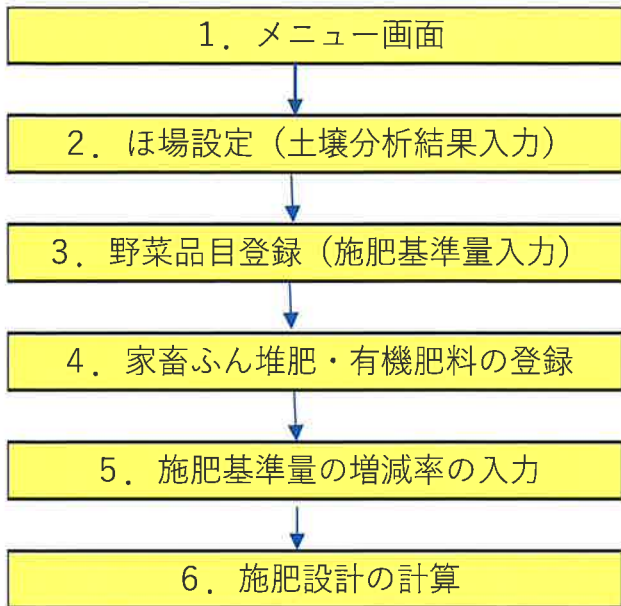 1．メニュー画面
2．ほ場設定（土壌分析結果入力）
3．野菜品目登録（施肥基準量入力）
4．家畜ふん堆肥・有機肥料の登録
5．施肥基準量の増減率の入力
6．施肥設計の計算